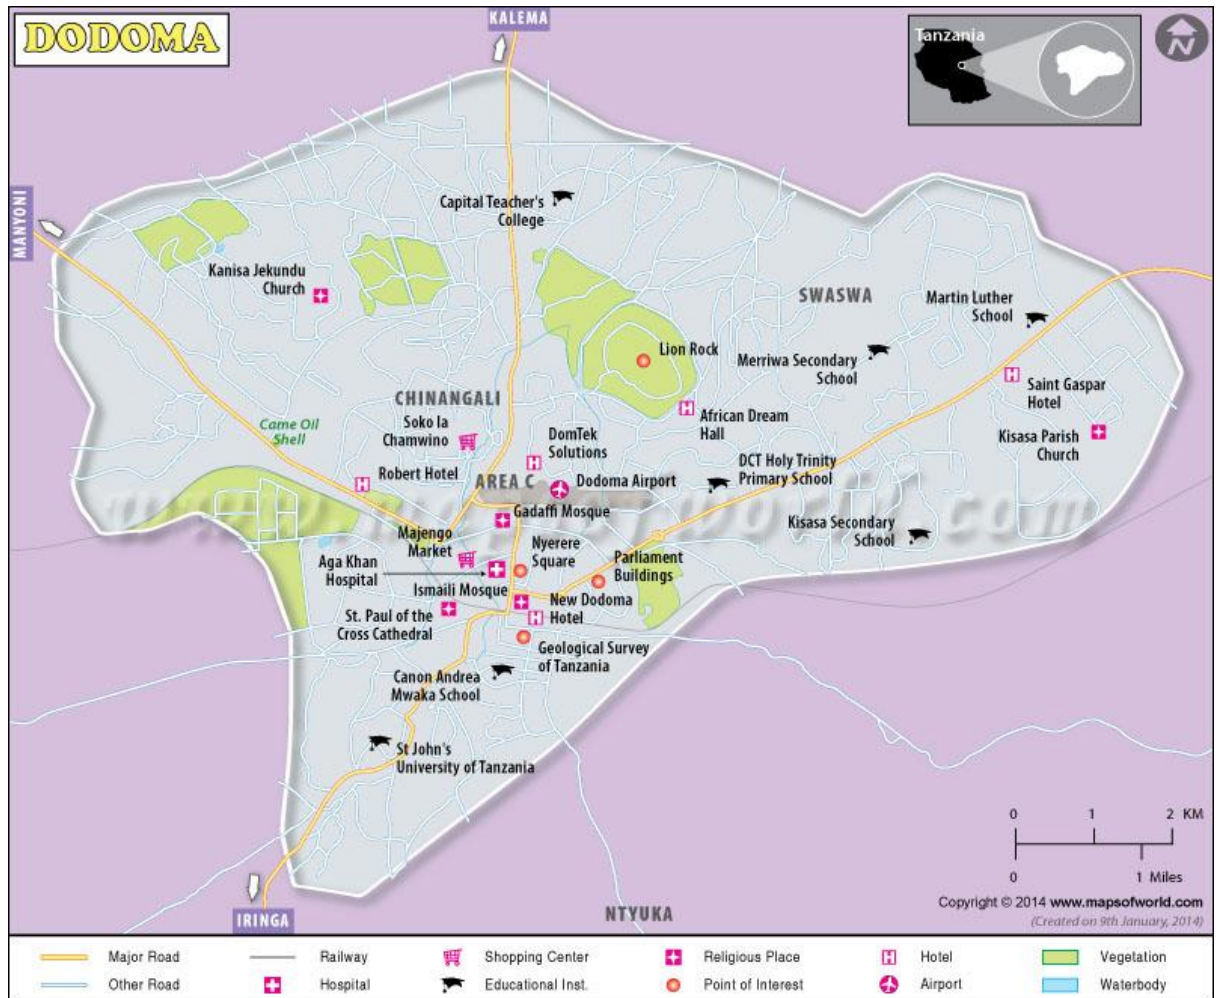 DODOMA
KALEMA
Tanzania
N
MANYONI
Capital Teacher's
College
Kanisa Jekundu
Church
SWASWA
Martin Luther
School
Lion Rock
Merriwa Secondary
School
Saint Gaspar
Hotel
CHINANGALI
Soko la
Chamwino
African Dream
Hall
Came Oil
Shell
DomTek
Solutions
Kisasa Parish
Church
Robert Hotel
AREA C
Dodoma Airport
DCT Holy Trinity
Primary School
www.mapsofworld.com
Gadaffi Mosque
Majengo
Market
Nyerere
Square
Kisasa Secondary
School
Aga Khan
Hospital
Parliament
Buildings
Ismaili Mosque
New Dodoma
Hotel
St. Paul of the
Cross Cathedral
Geological Survey
of Tanzania
Canon Andrea
Mwaka School
St John's
University of Tanzania
0 1 2 KM
0 1 Miles
IRINGA
NTYUKA
Copyright © 2014 www.mapsofworld.com
(Created on 9th January, 2014)
Major Road
Railway
Shopping Center
Religious Place
H Hotel
Vegetation
Other Road
Hospital
Educational Inst.
Point of Interest
Airport
Waterbody